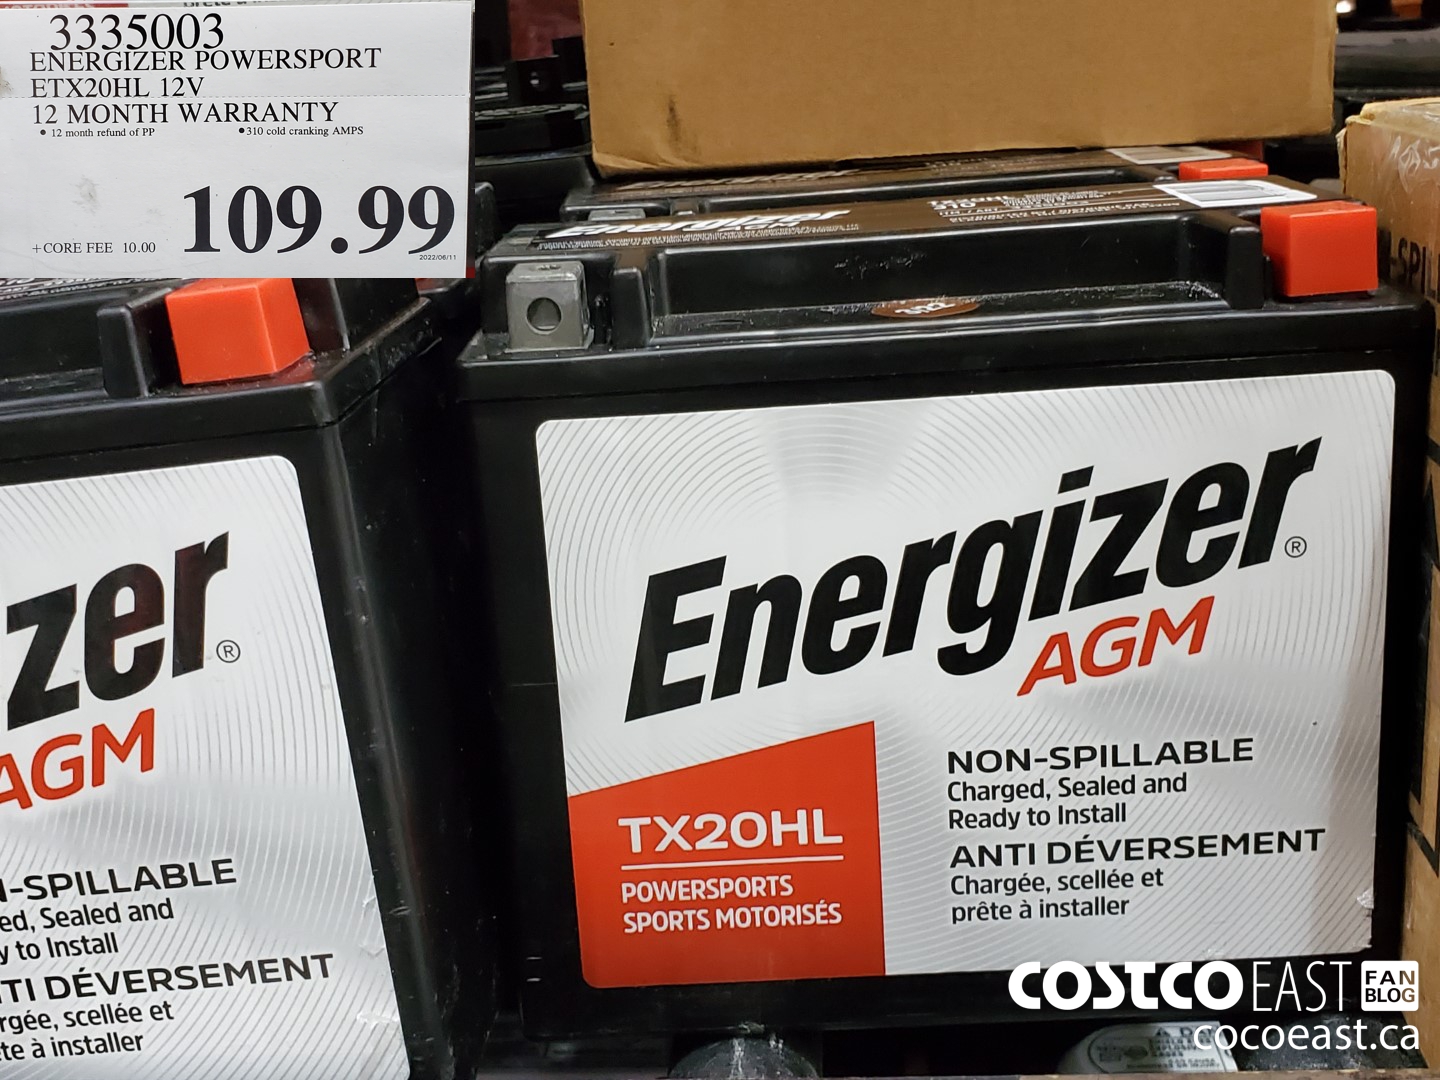 3335003
ENERGIZER POWERSPORT
ETX20HL 12V
12 MONTH WARRANTY
• 12 month refund of PP •310 cold cranking AMPS
109.99
+CORE FEE 10.00
2022/06/11
Energizer
Energizer®
AGM
TX20HL
POWERSPORTS
SPORTS MOTORISÉS
NON-SPILLABLE
Charged, Sealed and
Ready to Install
ANTI DÉVERSEMENT
Chargée, scellée et
prête à installer
zer®
AGM
-SPILLABLE
ed, Sealed and
y to Install
TI DÉVERSEMENT
rgée, scellée et
te à installer
COSTCO EAST FAN BLOG
cocoeast.ca